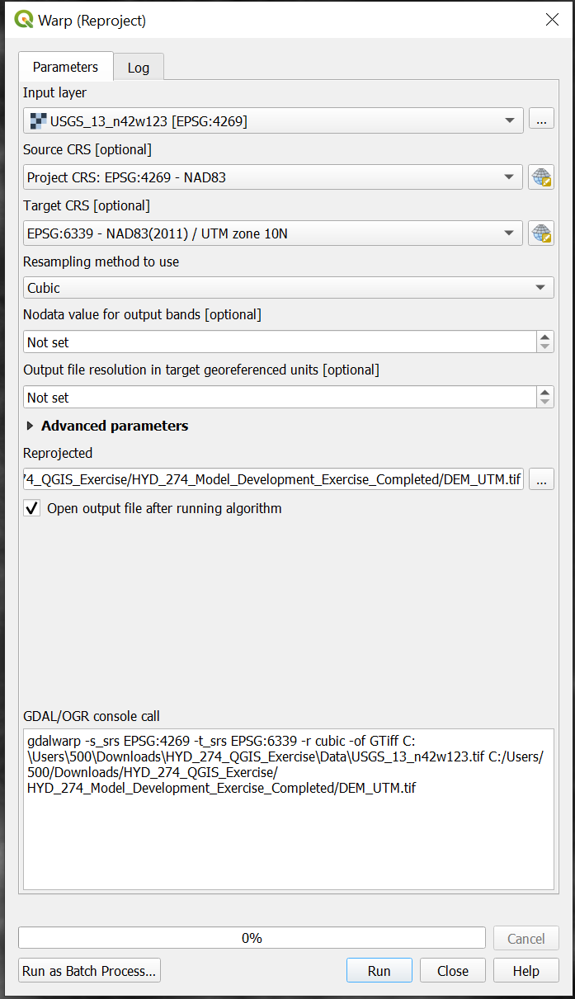 Warp (Reproject)
Parameters
Log
Input layer
USGS_13_n42w123 [EPSG:4269]
...
Source CRS [optional]
Project CRS: EPSG:4269 - NAD83
Target CRS [optional]
EPSG:6339 - NAD83(2011) / UTM zone 10N
Resampling method to use
Cubic
Nodata value for output bands [optional]
Not set
Output file resolution in target georeferenced units [optional]
Not set
Advanced parameters
Reprojected
74_QGIS_Exercise/HYD_274_Model_Development_Exercise_Completed/DEM_UTM.tif
...
Open output file after running algorithm
GDAL/OGR console call
gdalwarp -s_srs EPSG:4269 -t_srs EPSG:6339 -r cubic -of GTiff C:
\Users\500\Downloads\HYD_274_QGIS_Exercise\Data\USGS_13_n42w123.tif C:/Users/
500/Downloads/HYD_274_QGIS_Exercise/
HYD_274_Model_Development_Exercise_Completed/DEM_UTM.tif
0%
Cancel
Run as Batch Process...
Run
Close
Help